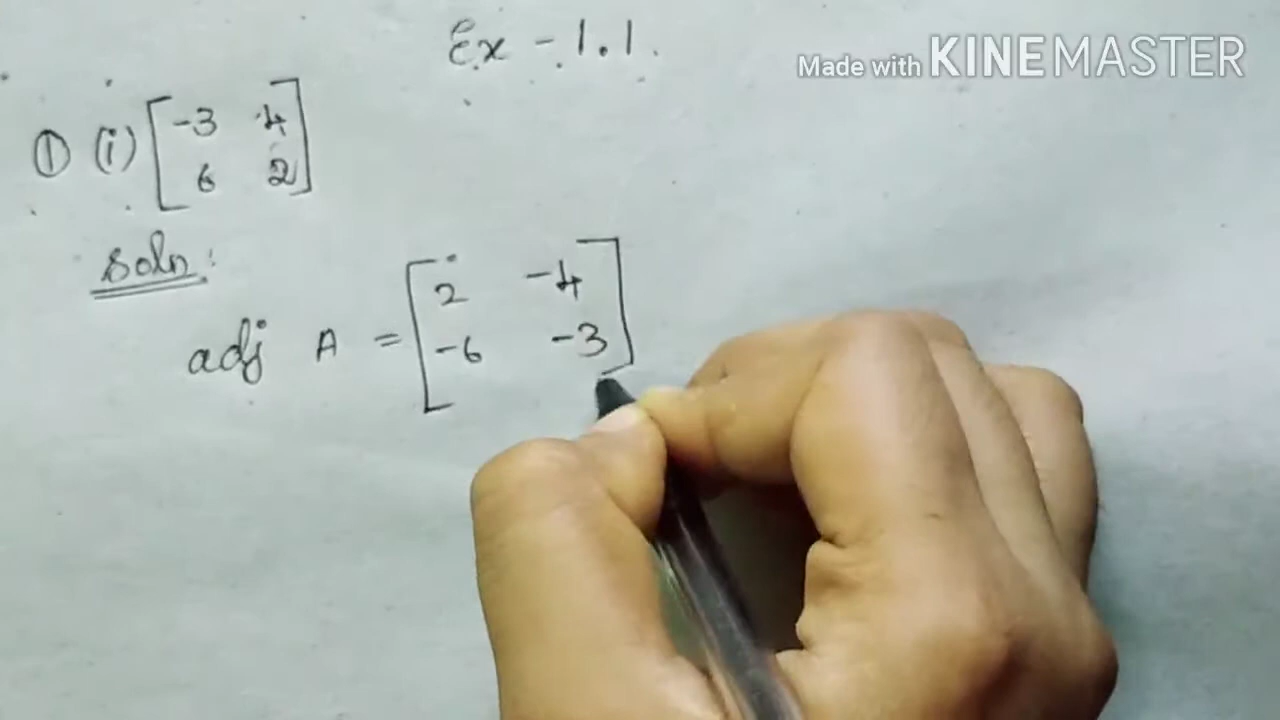 Ex - 1.1.
Made with KINEMASTER
① (i) [-3 4
6 2]
Soln:
adj A = [2 -4
-6 -3]